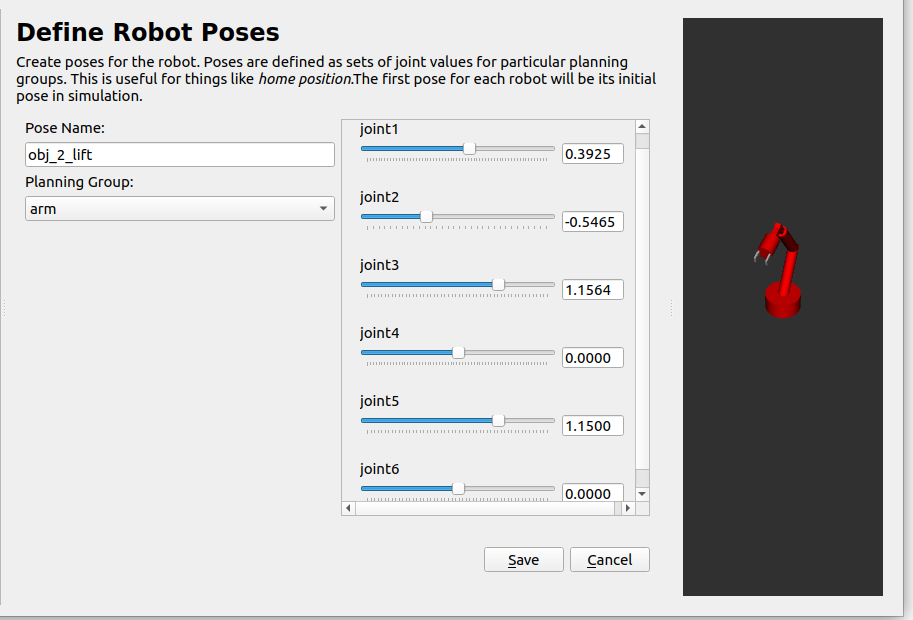 Define Robot Poses
Create poses for the robot. Poses are defined as sets of joint values for particular planning
groups. This is useful for things like home position.The first pose for each robot will be its initial
pose in simulation.
Pose Name:
obj_2_lift
Planning Group:
arm
joint1
0.3925
joint2
-0.5465
joint3
1.1564
joint4
0.0000
joint5
1.1500
joint6
0.0000
Save
Cancel